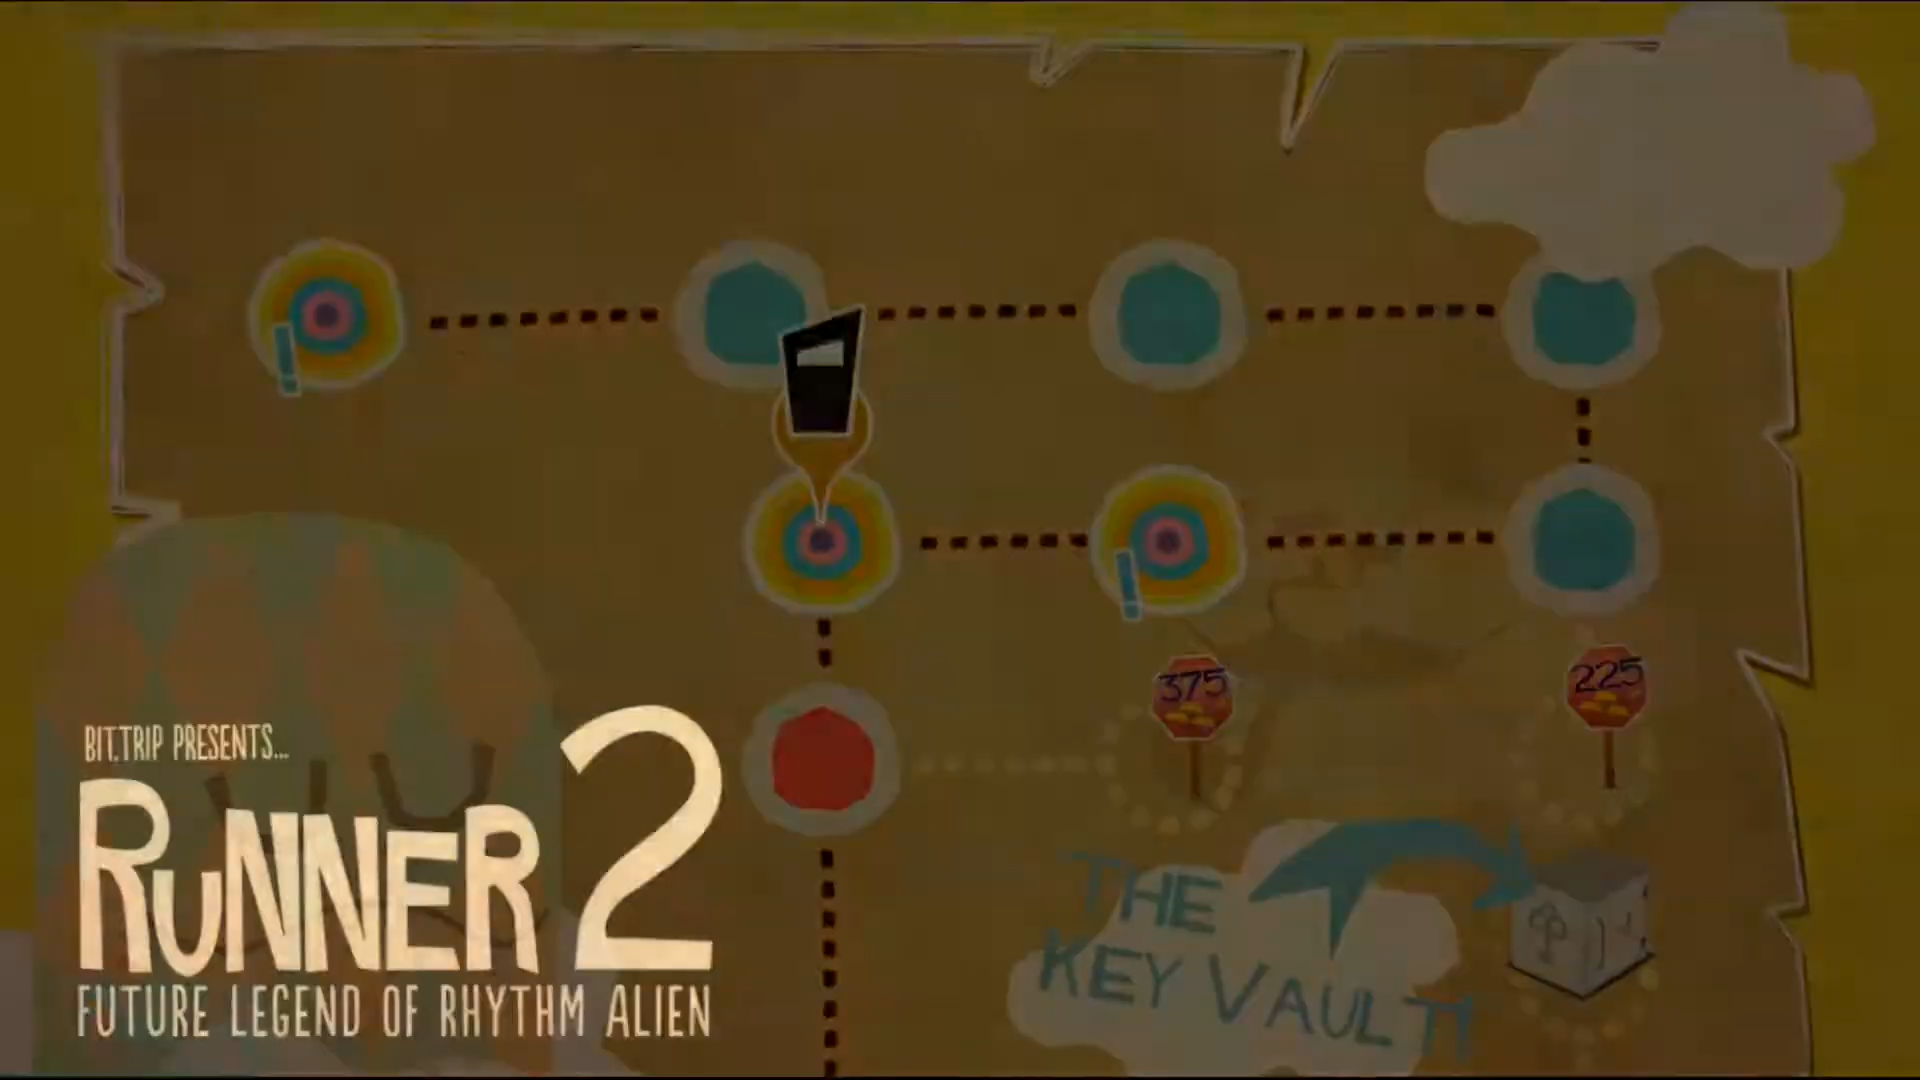 375
225
BIT.TRIP PRESENTS...
RUNNER 2
FUTURE LEGEND OF RHYTHM ALIEN
THE
KEY VAULT!